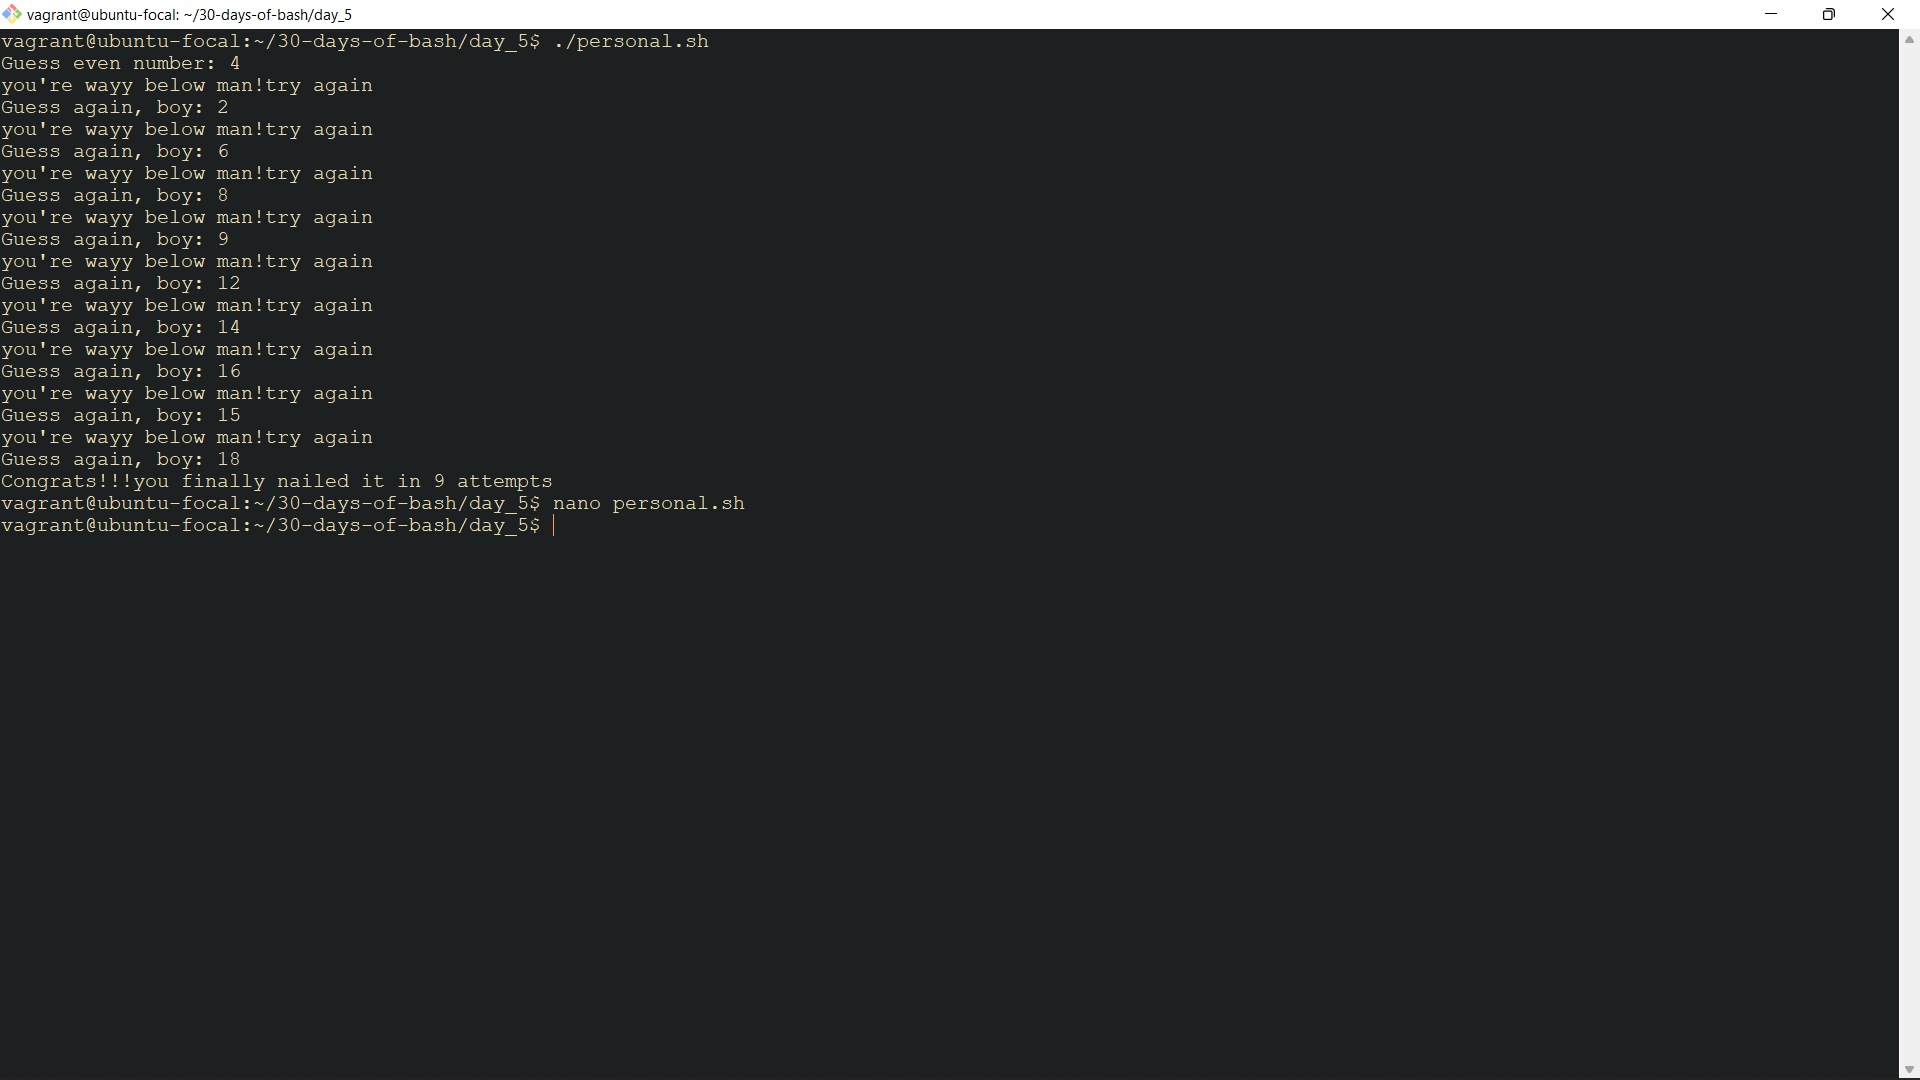 vagrant@ubuntu-focal: ~/30-days-of-bash/day_5
vagrant@ubuntu-focal:~/30-days-of-bash/day_5$ ./personal.sh
Guess even number: 4
you're wayy below man!try again
Guess again, boy: 2
you're wayy below man!try again
Guess again, boy: 6
you're wayy below man!try again
Guess again, boy: 8
you're wayy below man!try again
Guess again, boy: 9
you're wayy below man!try again
Guess again, boy: 12
you're wayy below man!try again
Guess again, boy: 14
you're wayy below man!try again
Guess again, boy: 16
you're wayy below man!try again
Guess again, boy: 15
you're wayy below man!try again
Guess again, boy: 18
Congrats!!!you finally nailed it in 9 attempts
vagrant@ubuntu-focal:~/30-days-of-bash/day_5$ nano personal.sh
vagrant@ubuntu-focal:~/30-days-of-bash/day_5$